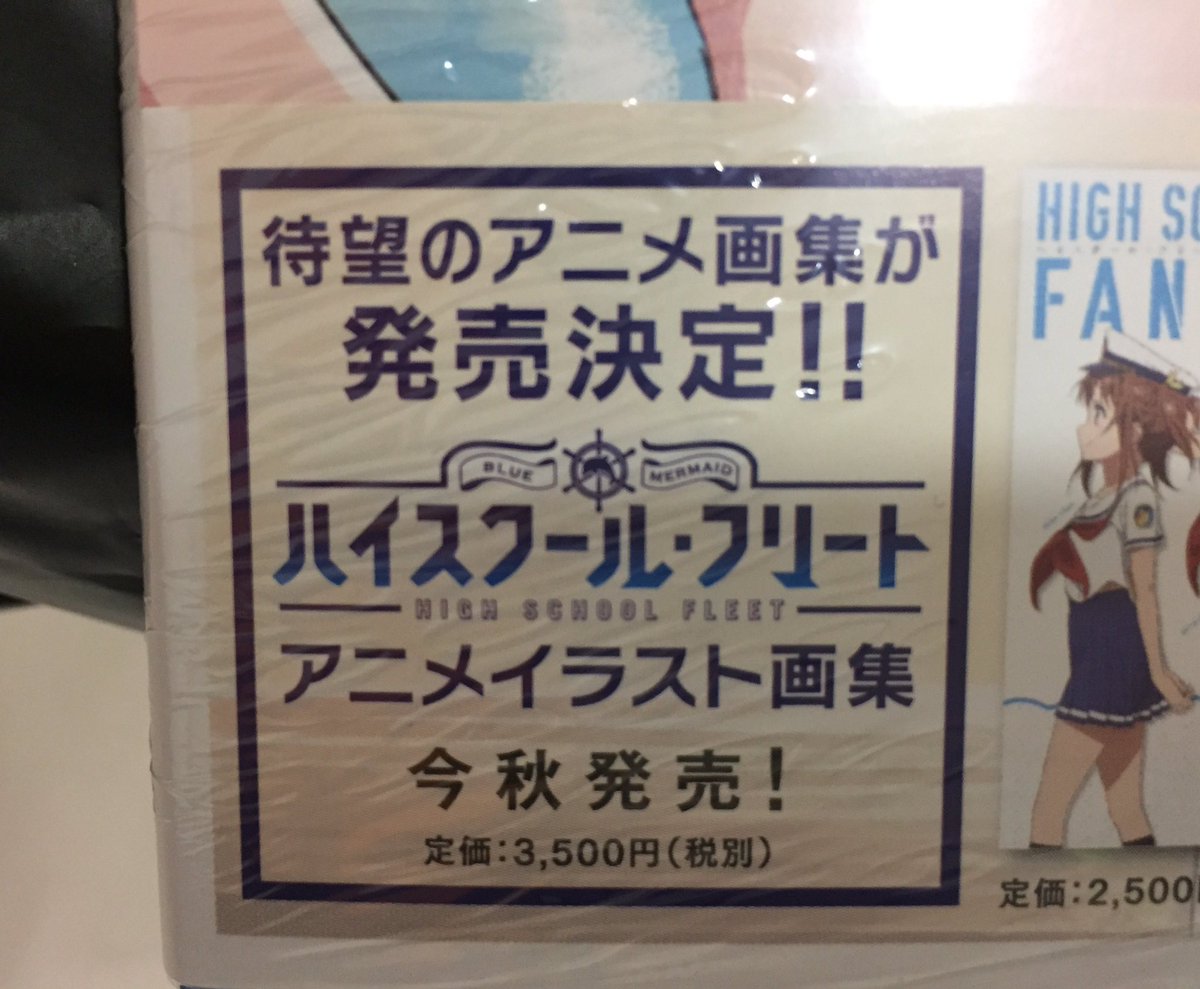 待望のアニメ画集が
発売決定!!
BLUE MERMAID
ハイスクール・フリート
HIGH SCHOOL FLEET
アニメイラスト画集
今秋発売!
定価:3,500円(税別)
HIGH SC
FAN
定価:2,500